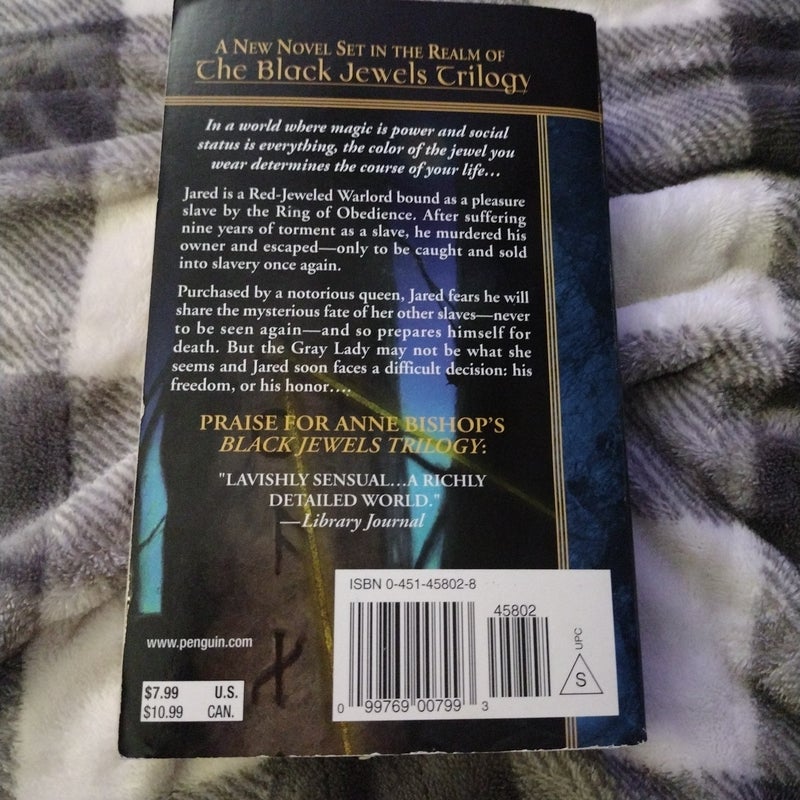 A NEW NOVEL SET IN THE REALM OF
The Black Jewels Trilogy
In a world where magic is power and social
status is everything, the color of the jewel you
wear determines the course of your life...
Jared is a Red-Jeweled Warlord bound as a pleasure
slave by the Ring of Obedience. After suffering
nine years of torment as a slave, he murdered his
owner and escaped—only to be caught and sold
into slavery once again.
Purchased by a notorious queen, Jared fears he will
share the mysterious fate of her other slaves—never
to be seen again—and so prepares himself for
death. But the Gray Lady may not be what she
seems and Jared soon faces a difficult decision: his
freedom, or his honor....
PRAISE FOR ANNE BISHOP'S
BLACK JEWELS TRILOGY:
"LAVISHLY SENSUAL...A RICHLY
DETAILED WORLD."
—Library Journal
ISBN 0-451-45802-8
45802
UPC
S
0 99769 00799 3
www.penguin.com
$7.99 U.S.
$10.99 CAN.